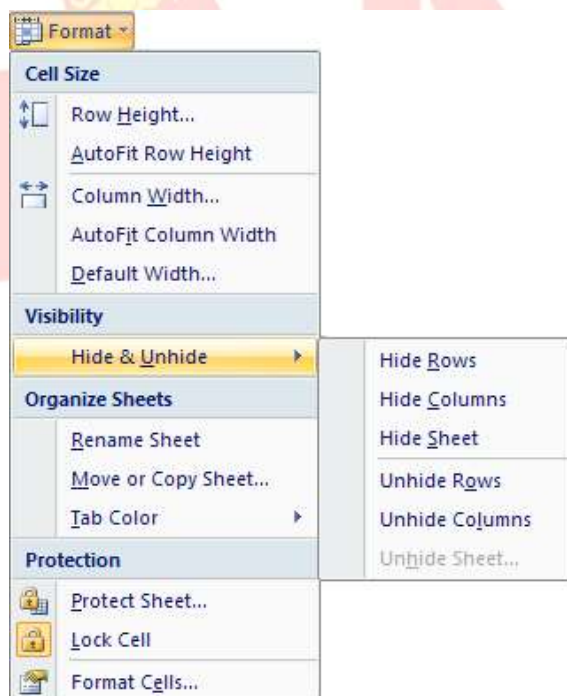 Format
Cell Size
Row Height...
AutoFit Row Height
Column Width...
AutoFit Column Width
Default Width...
Visibility
Hide & Unhide
Organize Sheets
Rename Sheet
Move or Copy Sheet...
Tab Color
Protection
Protect Sheet...
Lock Cell
Format Cells...
Hide Rows
Hide Columns
Hide Sheet
Unhide Rows
Unhide Columns
Unhide Sheet...